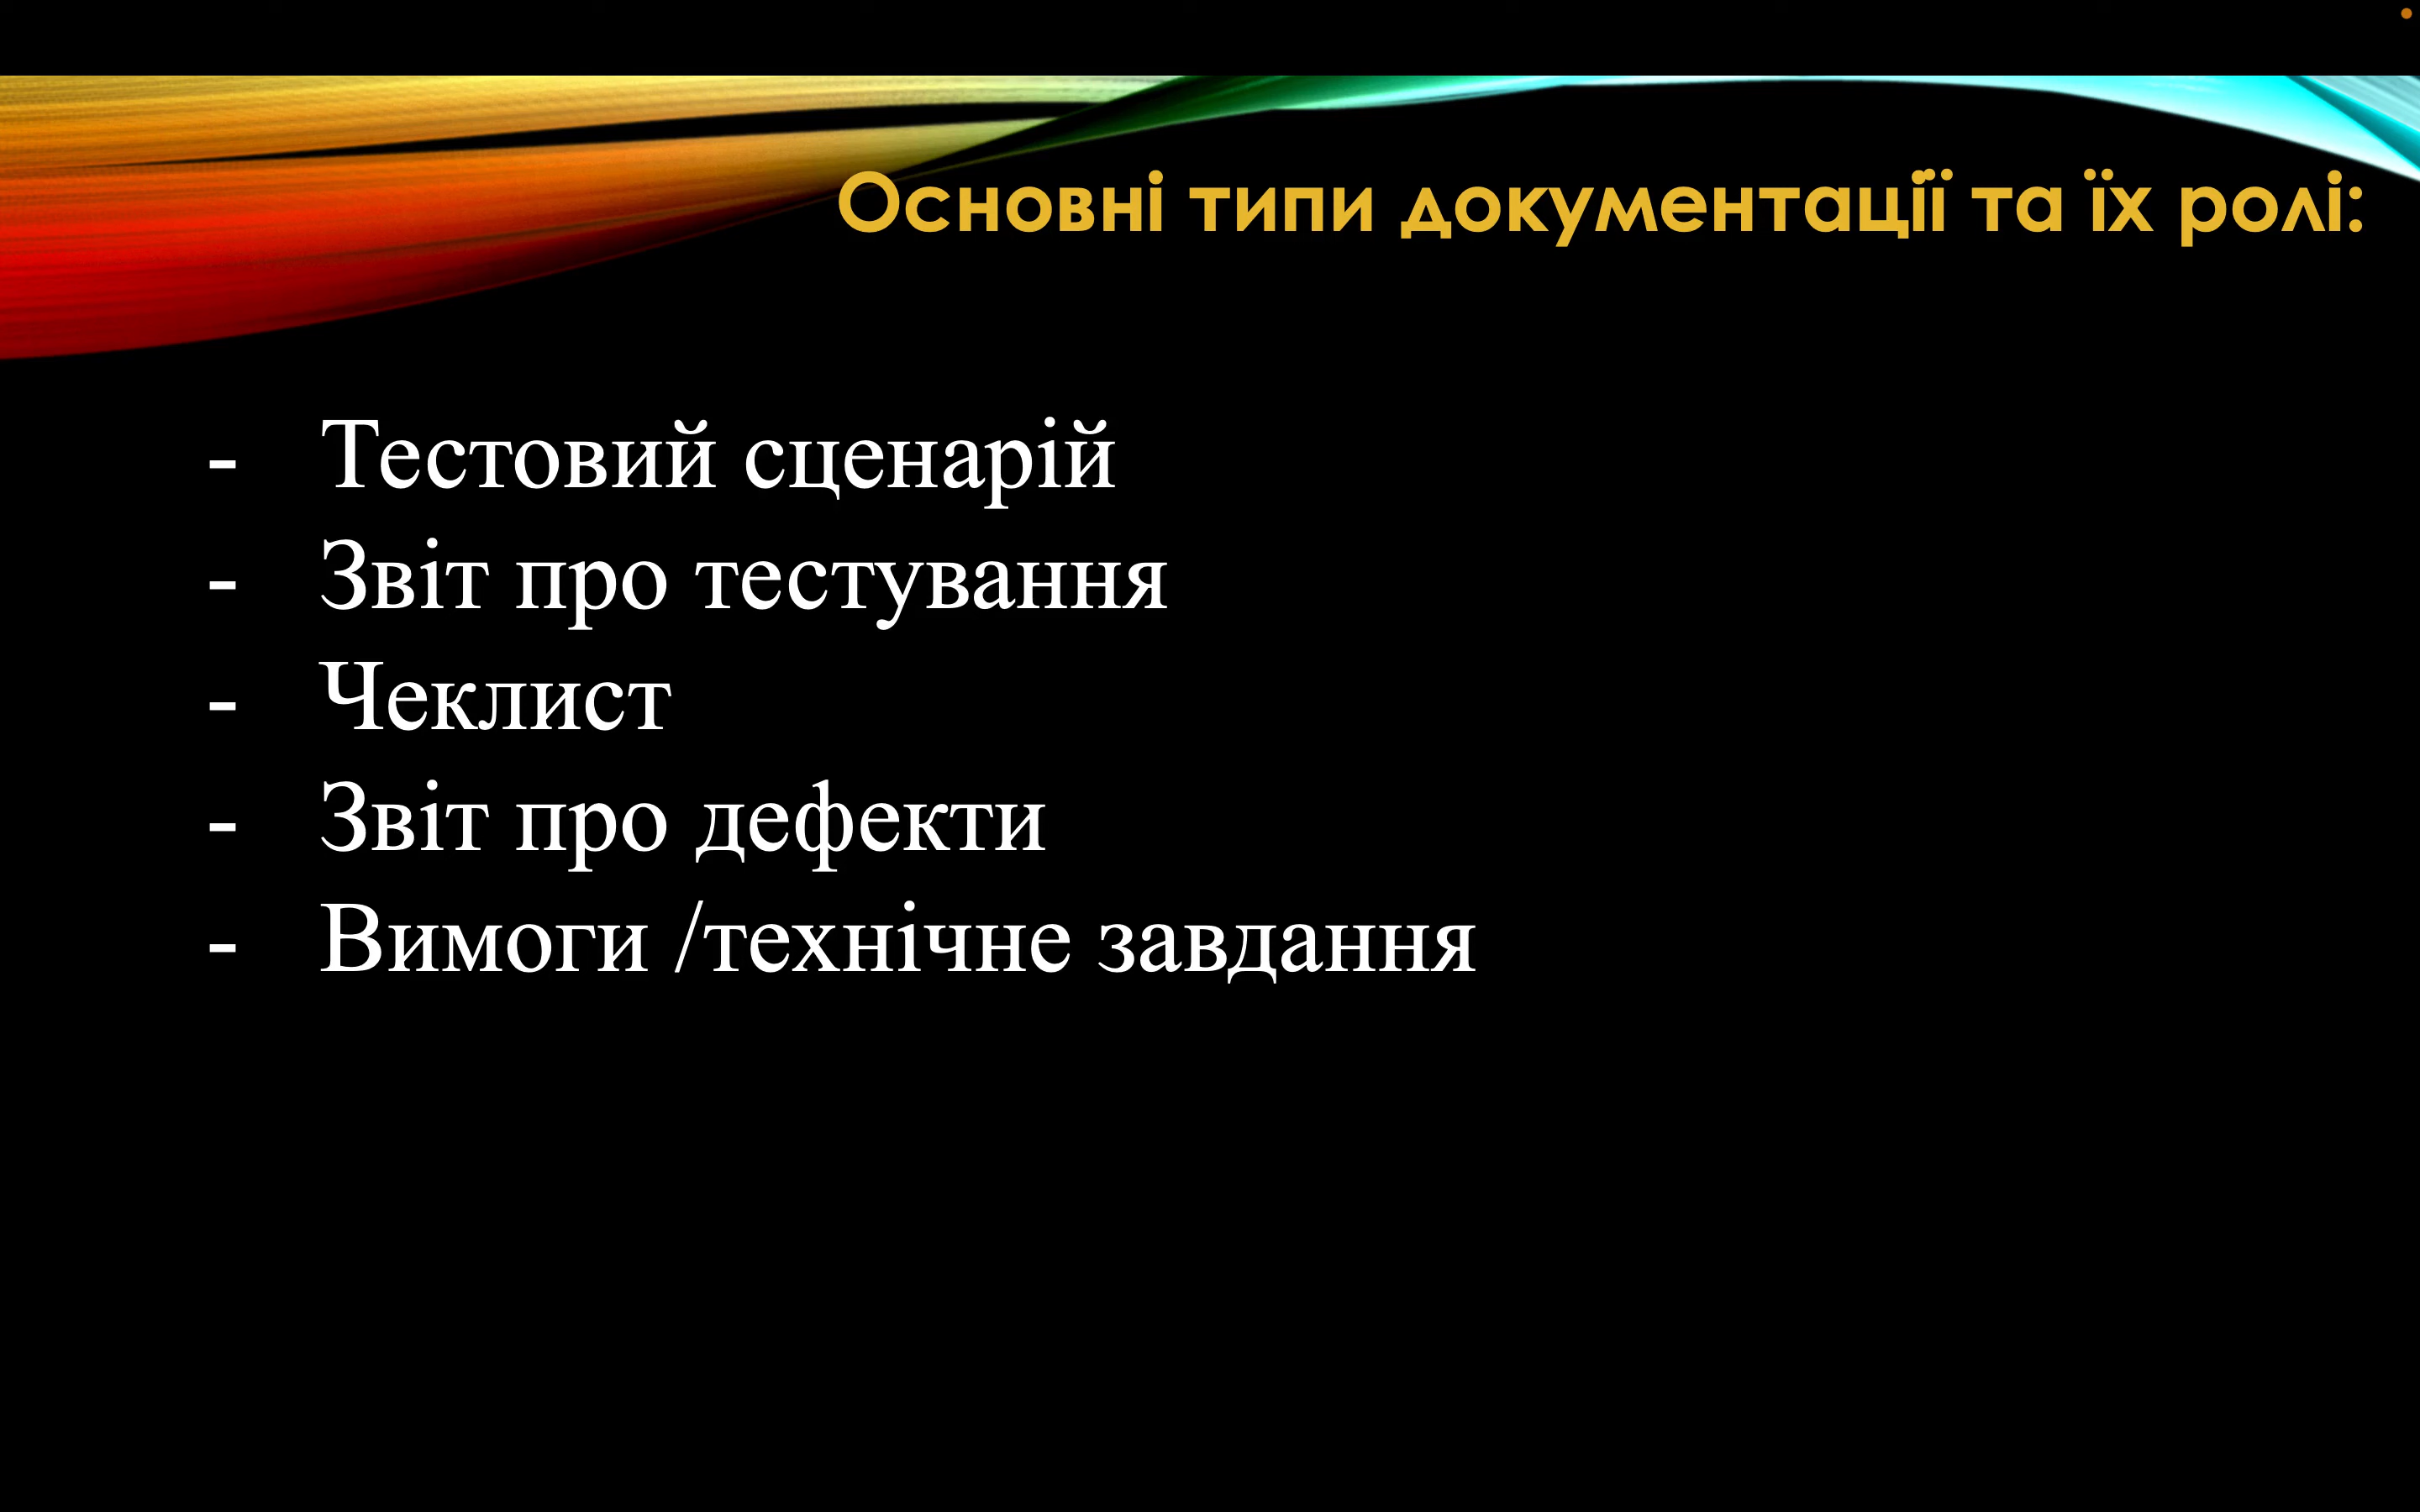 Основні типи документації та їх ролі:
- Тестовий сценарій
- Звіт про тестування
- Чеклист
- Звіт про дефекти
- Вимоги /технічне завдання